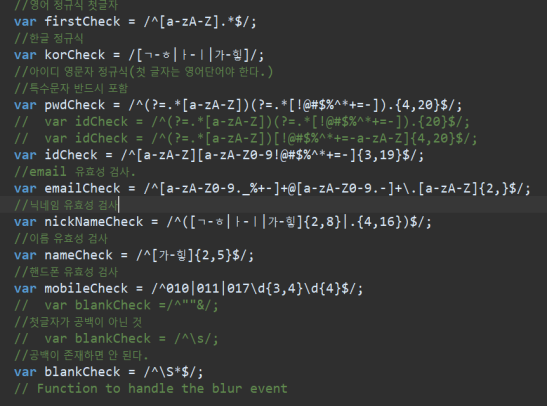 //영어 정규식 첫글자
var firstCheck = /^[a-zA-Z].*$/;
//한글 정규식
var korCheck = /[ㄱ-ㅎ|ㅏ-ㅣ|가-힣]/;
//아이디 영문자 정규식(첫 글자는 영어단어야 한다.)
//특수문자 반드시 포함
var pwdCheck = /^(?=.*[a-zA-Z])(?=.*[!@#$%^*+=-]).{4,20}$/;
//  var idCheck = /^(?=.*[a-zA-Z])(?=.*[!@#$%^*+=-]).{20}$/;
//  var idCheck = /^(?=.*[a-zA-Z])[!@#$%^*+=-a-zA-Z]{4,20}$/;
var idCheck = /^[a-zA-Z][a-zA-Z0-9!@#$%^*+=-]{3,19}$/;
//email 유효성 검사.
var emailCheck = /^[a-zA-Z0-9._%+-]+@[a-zA-Z0-9.-]+\.[a-zA-Z]{2,}$/;
//닉네임 유효성 검사
var nickNameCheck = /^([ㄱ-ㅎ|ㅏ-ㅣ|가-힣]{2,8}|.{4,16})$/;
//이름 유효성 검사
var nameCheck = /^[가-힣]{2,5}$/;
//핸드폰 유효성 검사
var mobileCheck = /^010|011|017\d{3,4}\d{4}$/;
//  var blankCheck =/^""&/;
//첫글자가 공백이 아닌 것
//  var blankCheck = /^\s/;
//공백이 존재하면 안 된다.
var blankCheck = /^\S*$/;
// Function to handle the blur event